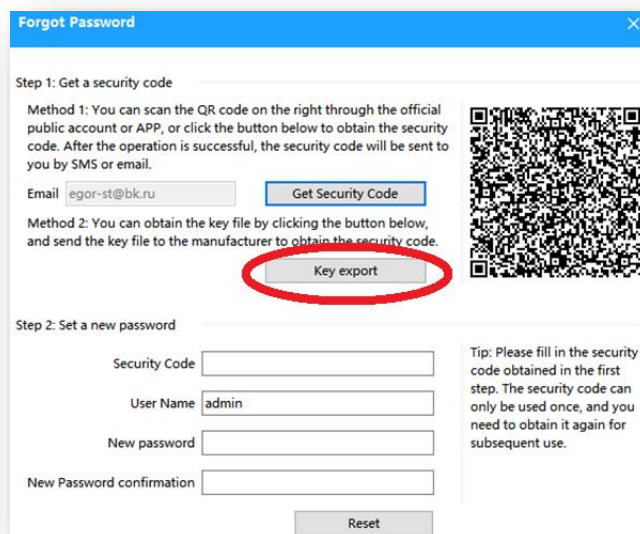 Forgot Password
Step 1: Get a security code
Method 1: You can scan the QR code on the right through the official
public account or APP, or click the button below to obtain the security
code. After the operation is successful, the security code will be sent to
you by SMS or email.
Email egor-st@bk.ru Get Security Code
Method 2: You can obtain the key file by clicking the button below,
and send the key file to the manufacturer to obtain the security code.
Key export
Step 2: Set a new password
Security Code
User Name admin
New password
New Password confirmation
Reset
Tip: Please fill in the security
code obtained in the first
step. The security code can
only be used once, and you
need to obtain it again for
subsequent use.